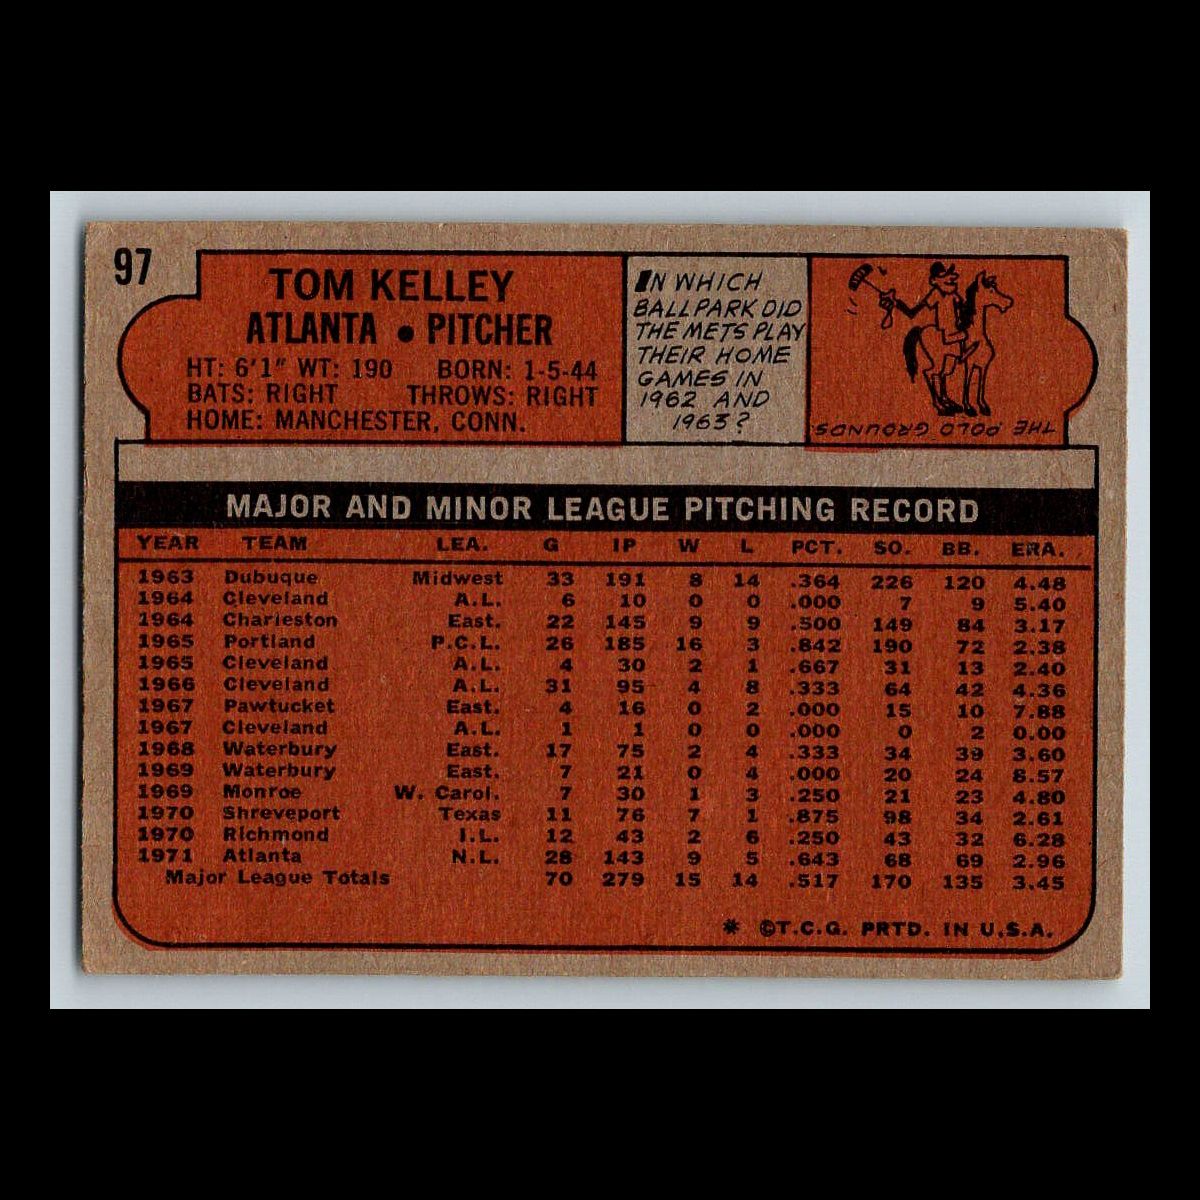 97
TOM KELLEY
ATLANTA • PITCHER
HT: 6'1" WT: 190 BORN: 1-5-44
BATS: RIGHT THROWS: RIGHT
HOME: MANCHESTER, CONN.
IN WHICH
BALLPARK DID
THE METS PLAY
THEIR HOME
GAMES IN
1962 AND
1963?
THE POLO GROUNDS
MAJOR AND MINOR LEAGUE PITCHING RECORD
YEAR TEAM LEA. G IP W L PCT. SO. BB. ERA.
1963 Dubuque Midwest 33 191 8 14 .364 226 120 4.48
1964 Cleveland A.L. 6 10 0 0 .000 7 9 5.40
1964 Charleston East. 22 145 9 9 .500 149 84 3.17
1965 Portland P.C.L. 26 185 16 3 .842 190 72 2.38
1965 Cleveland A.L. 4 30 2 1 .667 31 13 2.40
1966 Cleveland A.L. 31 95 4 8 .333 64 42 4.36
1967 Pawtucket East. 4 16 0 2 .000 15 10 7.88
1967 Cleveland A.L. 1 1 0 0 .000 0 2 0.00
1968 Waterbury East. 17 75 2 4 .333 34 39 3.60
1969 Waterbury East. 7 21 0 4 .000 20 24 8.57
1969 Monroe W. Carol. 7 30 1 3 .250 21 23 4.80
1970 Shreveport Texas 11 76 7 1 .875 98 34 2.61
1970 Richmond I.L. 12 43 2 6 .250 43 32 6.28
1971 Atlanta N.L. 28 143 9 5 .643 68 69 2.96
Major League Totals 70 279 15 14 .517 170 135 3.45
* ©T.C.G. PRTD. IN U.S.A.